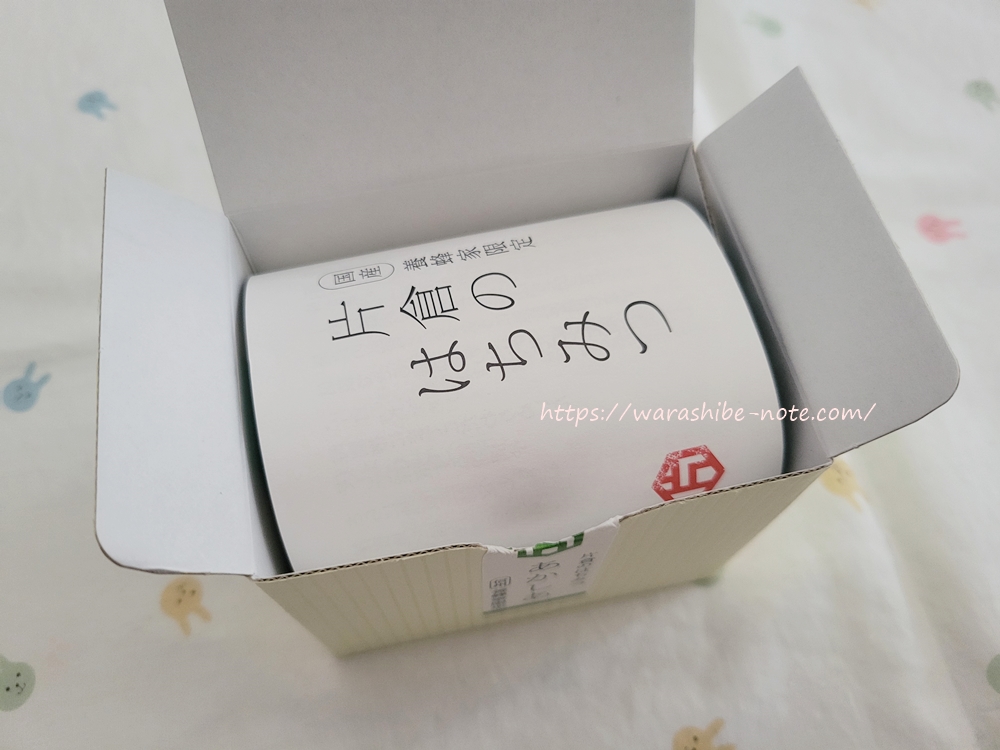 国産 養蜂家限定
片倉の
はちみつ
https://warashibe-note.com/